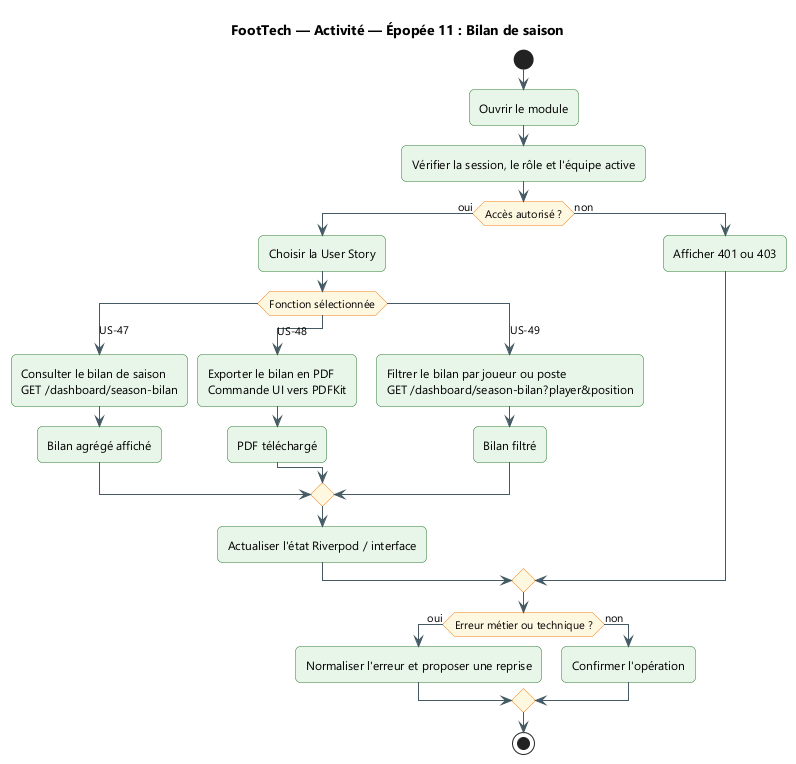 FootTech — Activité — Épopée 11 : Bilan de saison
Ouvrir le module
Vérifier la session, le rôle et l'équipe active
oui
Accès autorisé ?
non
Choisir la User Story
Afficher 401 ou 403
Fonction sélectionnée
US-47
US-48
US-49
Consulter le bilan de saison
GET /dashboard/season-bilan
Exporter le bilan en PDF
Commande UI vers PDFKit
Filtrer le bilan par joueur ou poste
GET /dashboard/season-bilan?player&position
Bilan agrégé affiché
PDF téléchargé
Bilan filtré
Actualiser l'état Riverpod / interface
oui
Erreur métier ou technique ?
non
Normaliser l'erreur et proposer une reprise
Confirmer l'opération